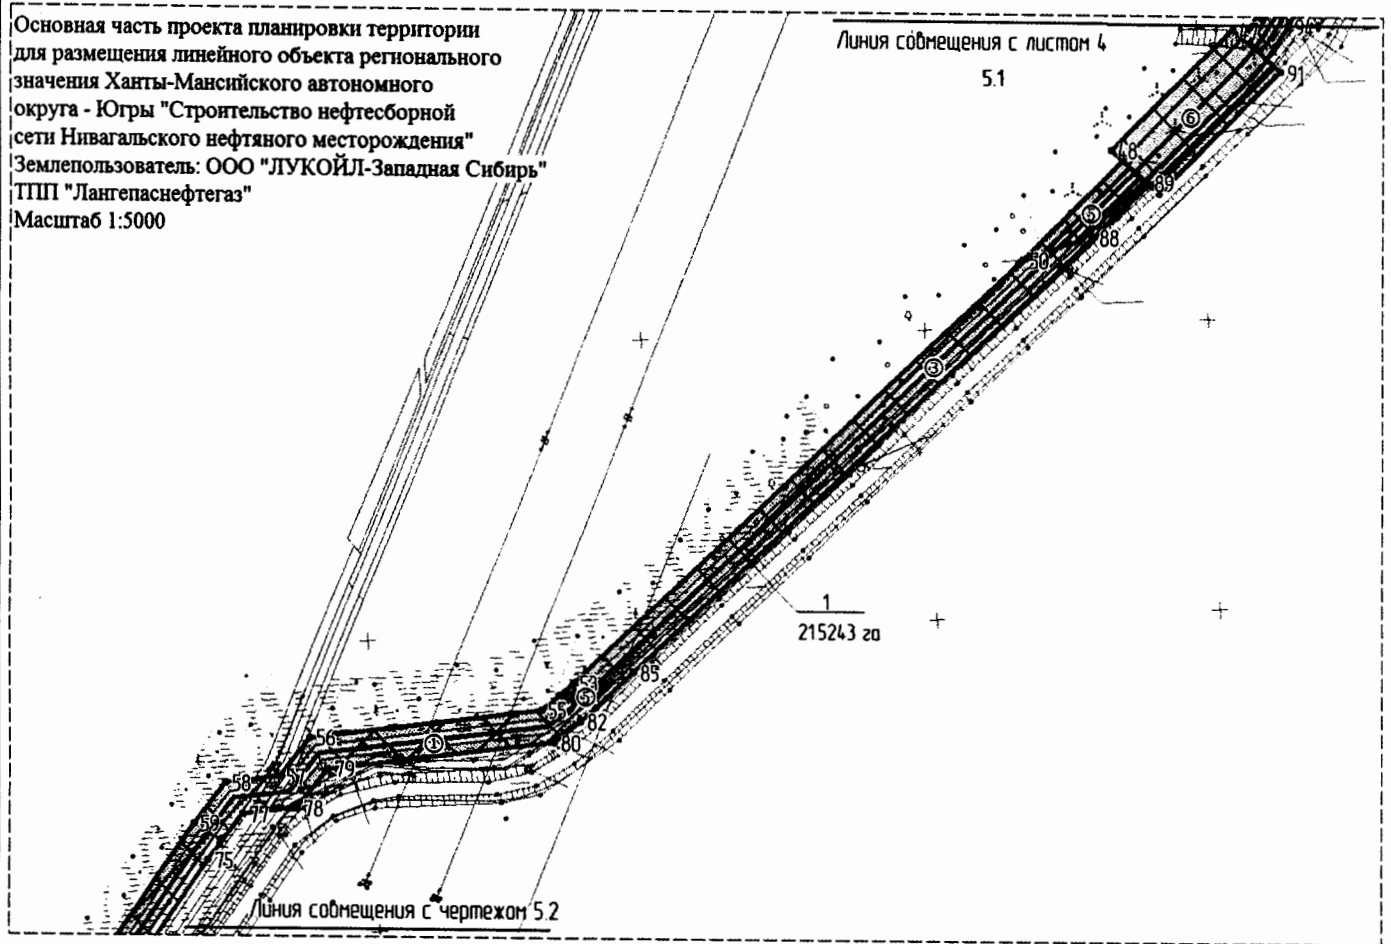 Основная часть проекта планировки территории
для размещения линейного объекта регионального
значения Ханты-Мансийского автономного
округа - Югры "Строительство нефтесборной
сети Нивагальского нефтяного месторождения"
Землепользователь: ООО "ЛУКОЙЛ-Западная Сибирь"
ТПП "Лангепаснефтегаз"
Масштаб 1:5000
Линия совмещения с листом 4
5.1
91
6
48
89
5
88
50
3
1
215243 га
85
53
5
55
82
80
56
1
79
58
57
77
78
59
75
Линия совмещения с чертежом 5.2